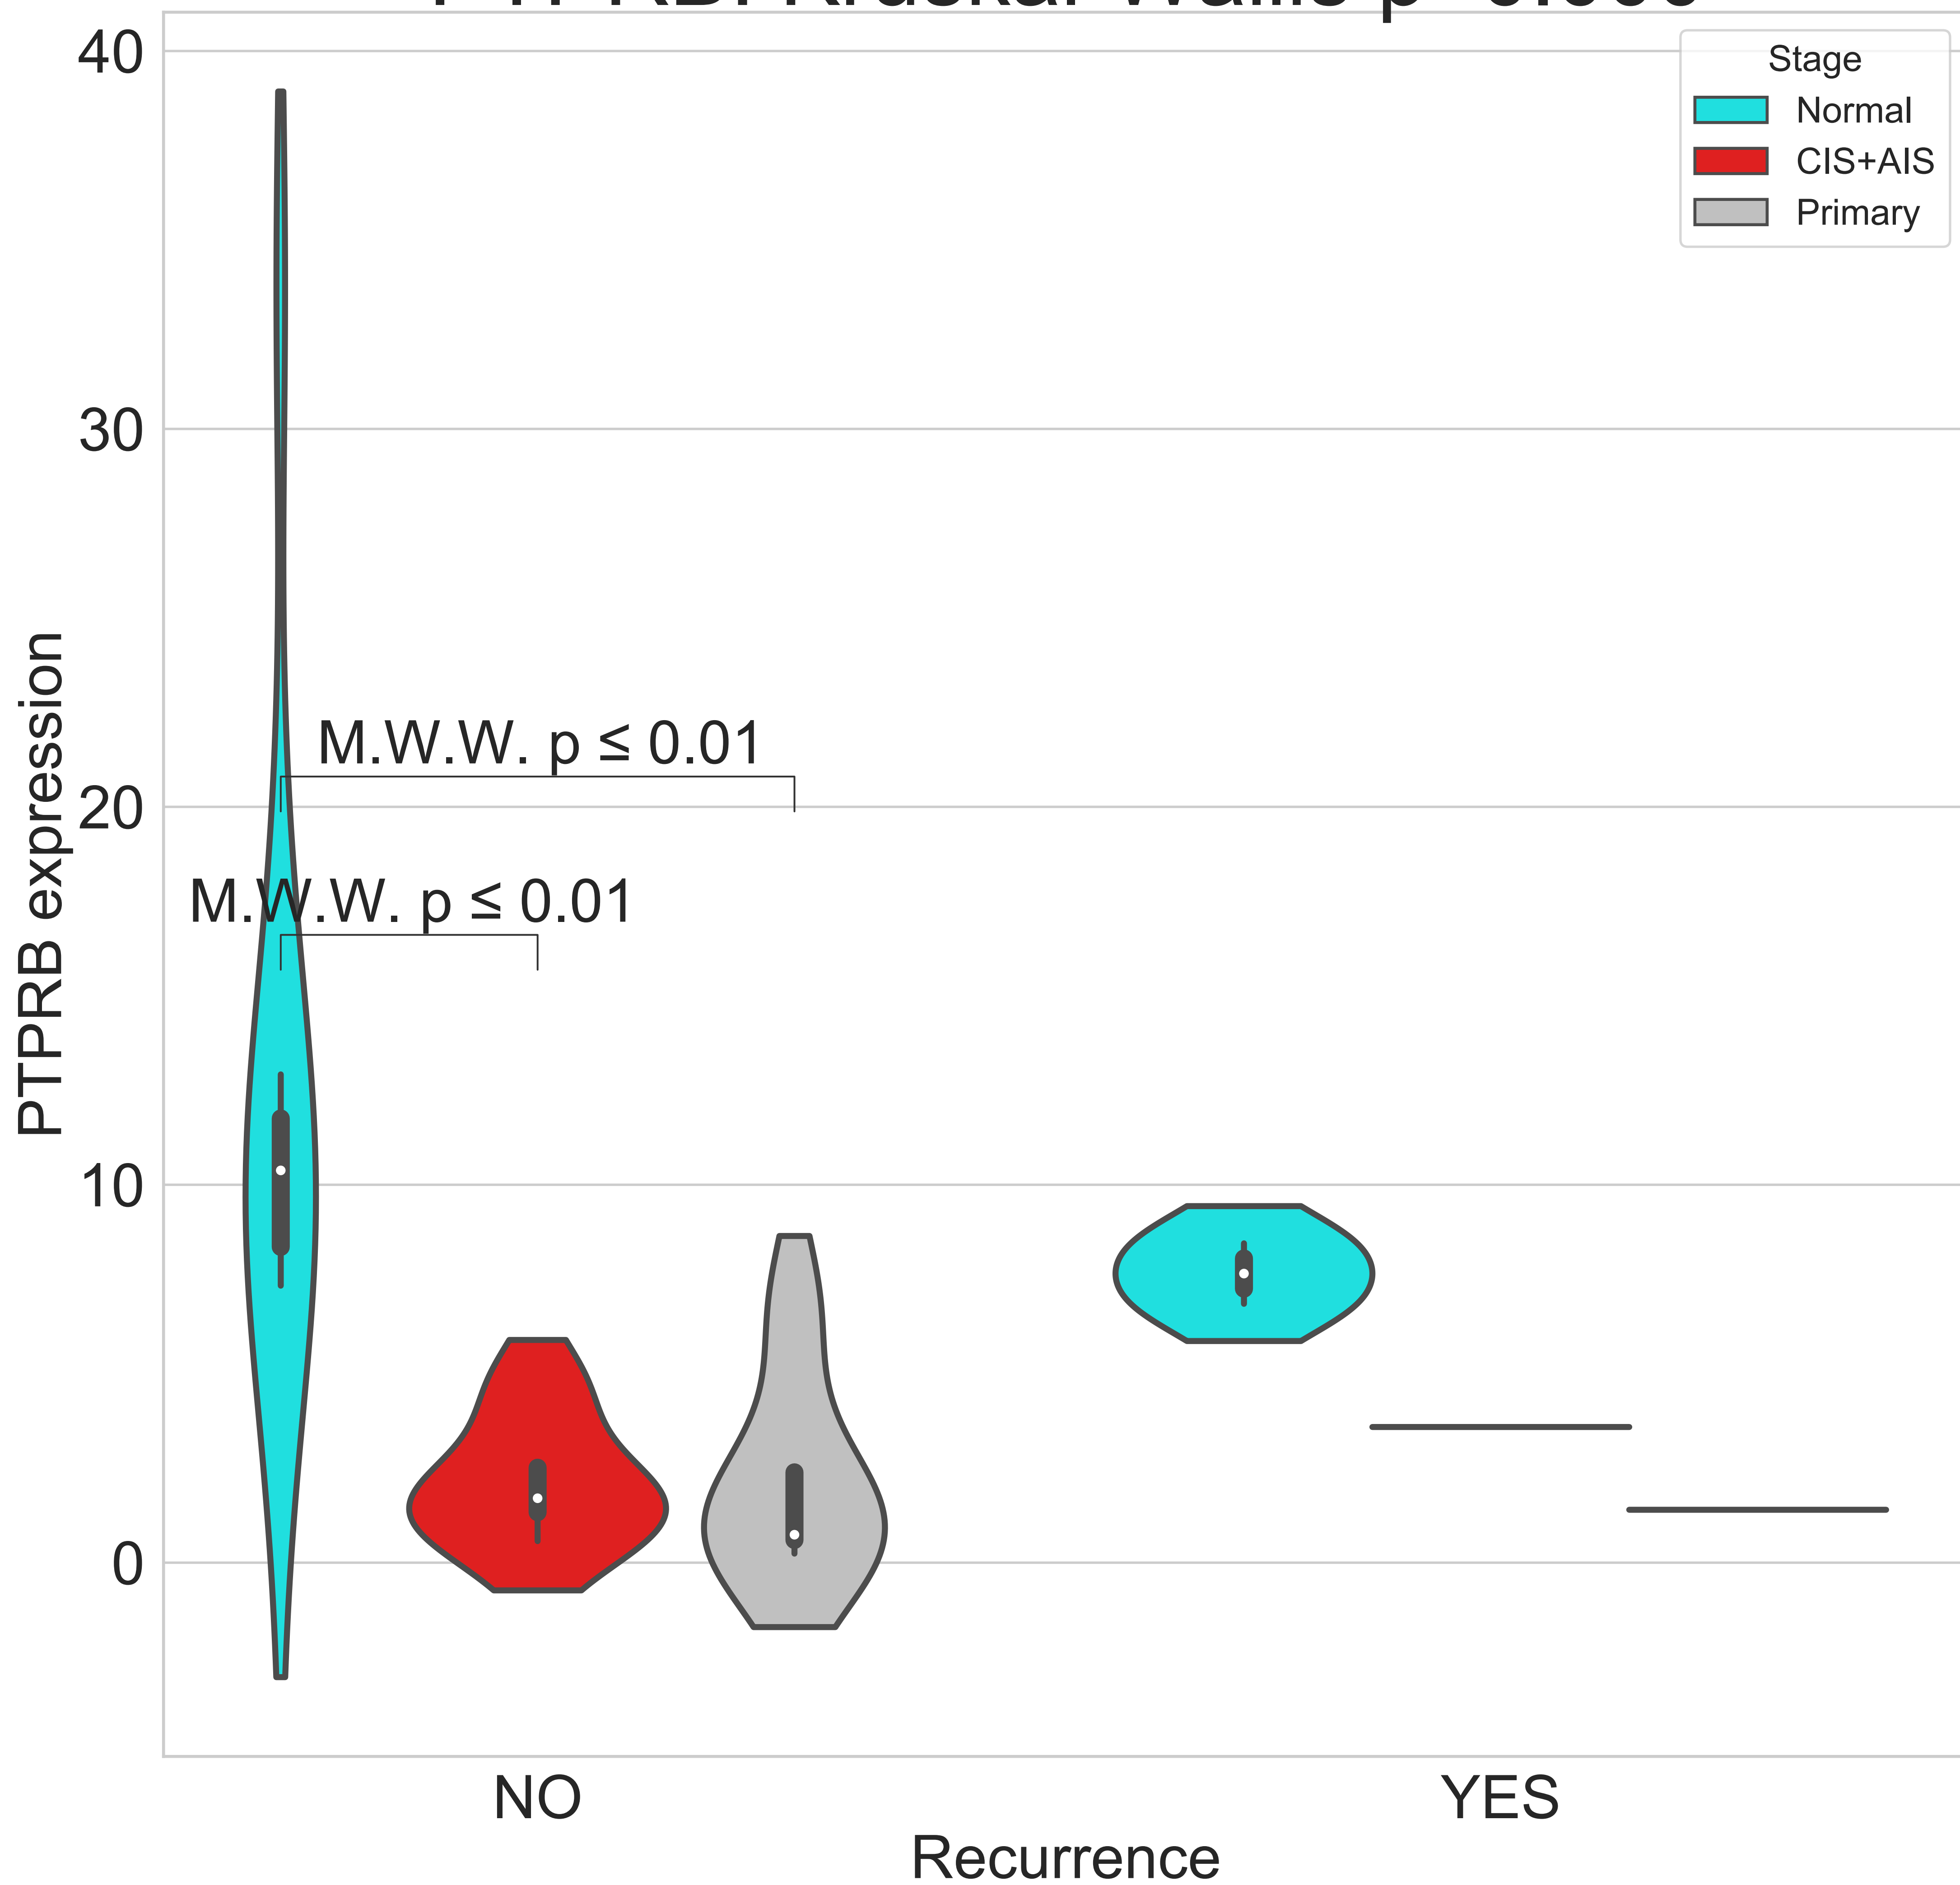 40
30
20
10
0
PTPRB expression
Stage
Normal
CIS+AIS
Primary
M.W.W. p ≤ 0.01
M.W.W. p ≤ 0.01
NO
YES
Recurrence